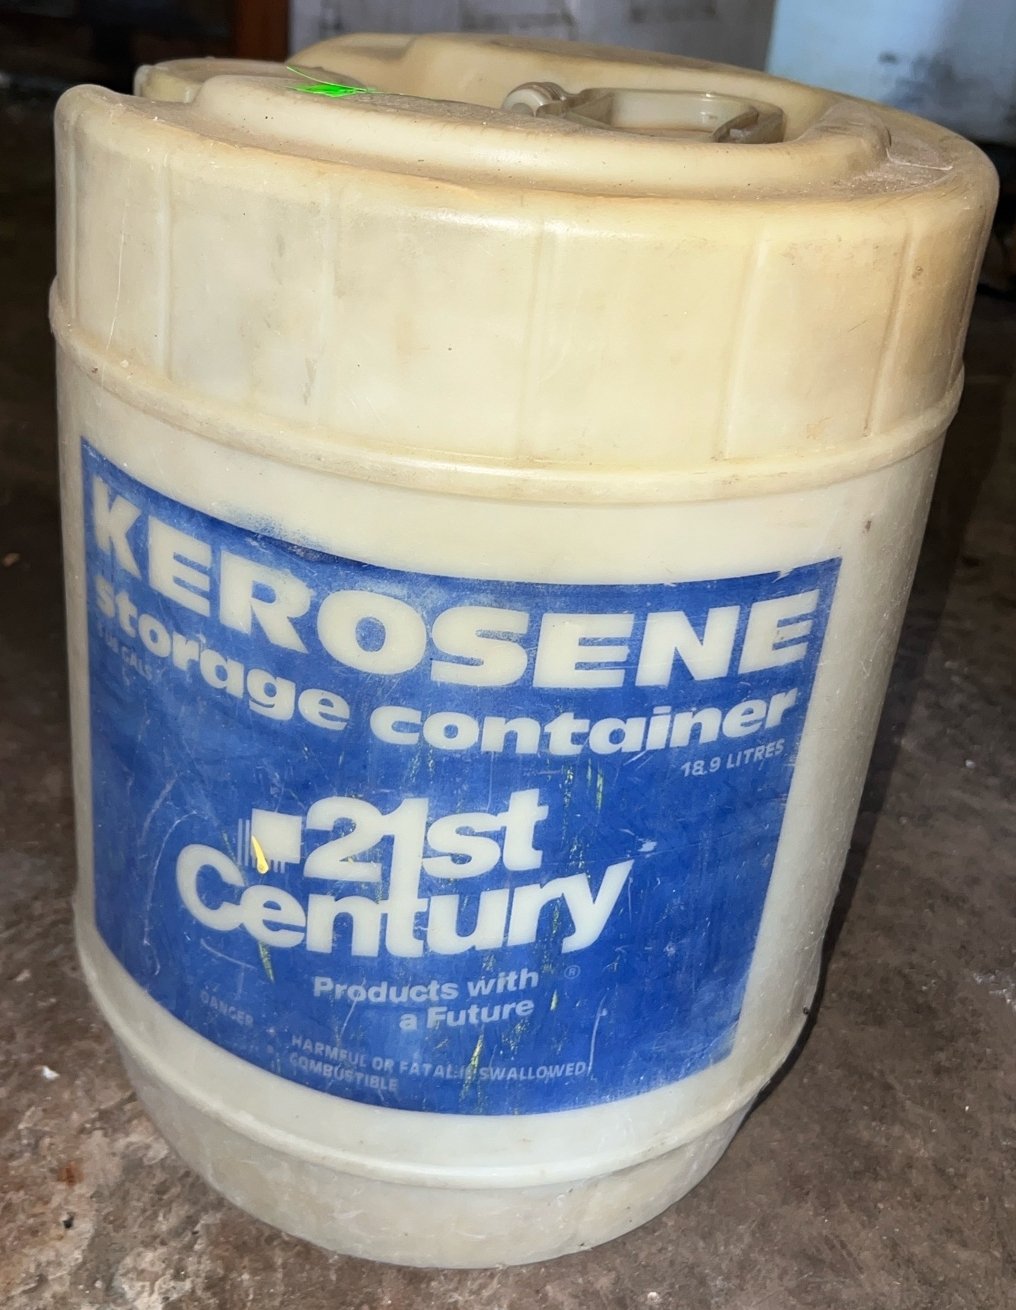 KEROSENE
storage container
18.9 LITRES
21st
Century
Products with ®
a Future
DANGER
HARMFUL OR FATAL IF SWALLOWED
COMBUSTIBLE